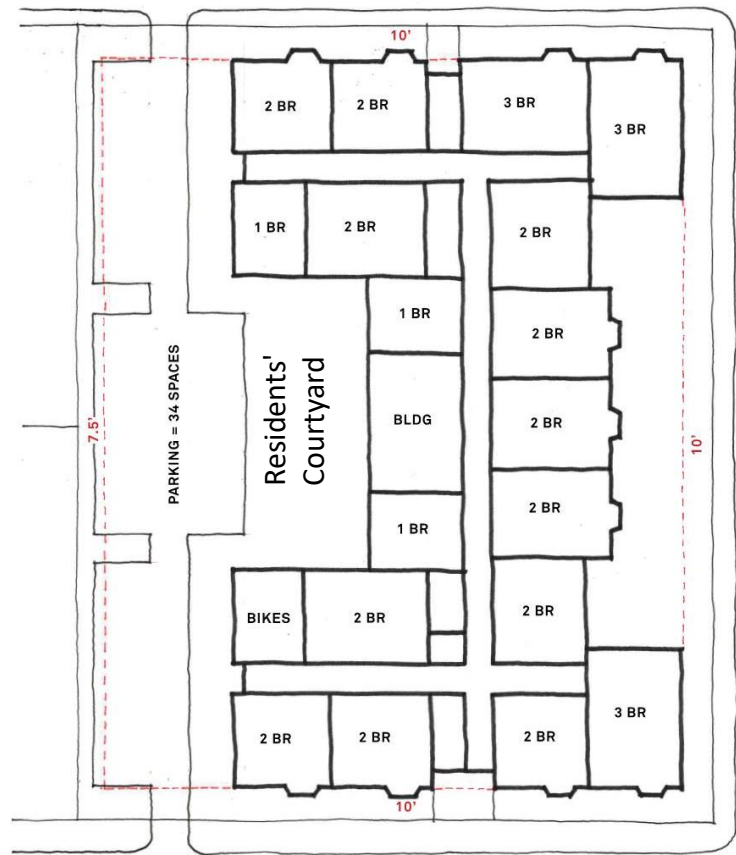 10'
2 BR
2 BR
3 BR
3 BR
1 BR
2 BR
2 BR
1 BR
2 BR
PARKING = 34 SPACES
Residents'
Courtyard
BLDG
7.5'
2 BR
10'
2 BR
1 BR
BIKES
2 BR
2 BR
2 BR
2 BR
2 BR
3 BR
10'